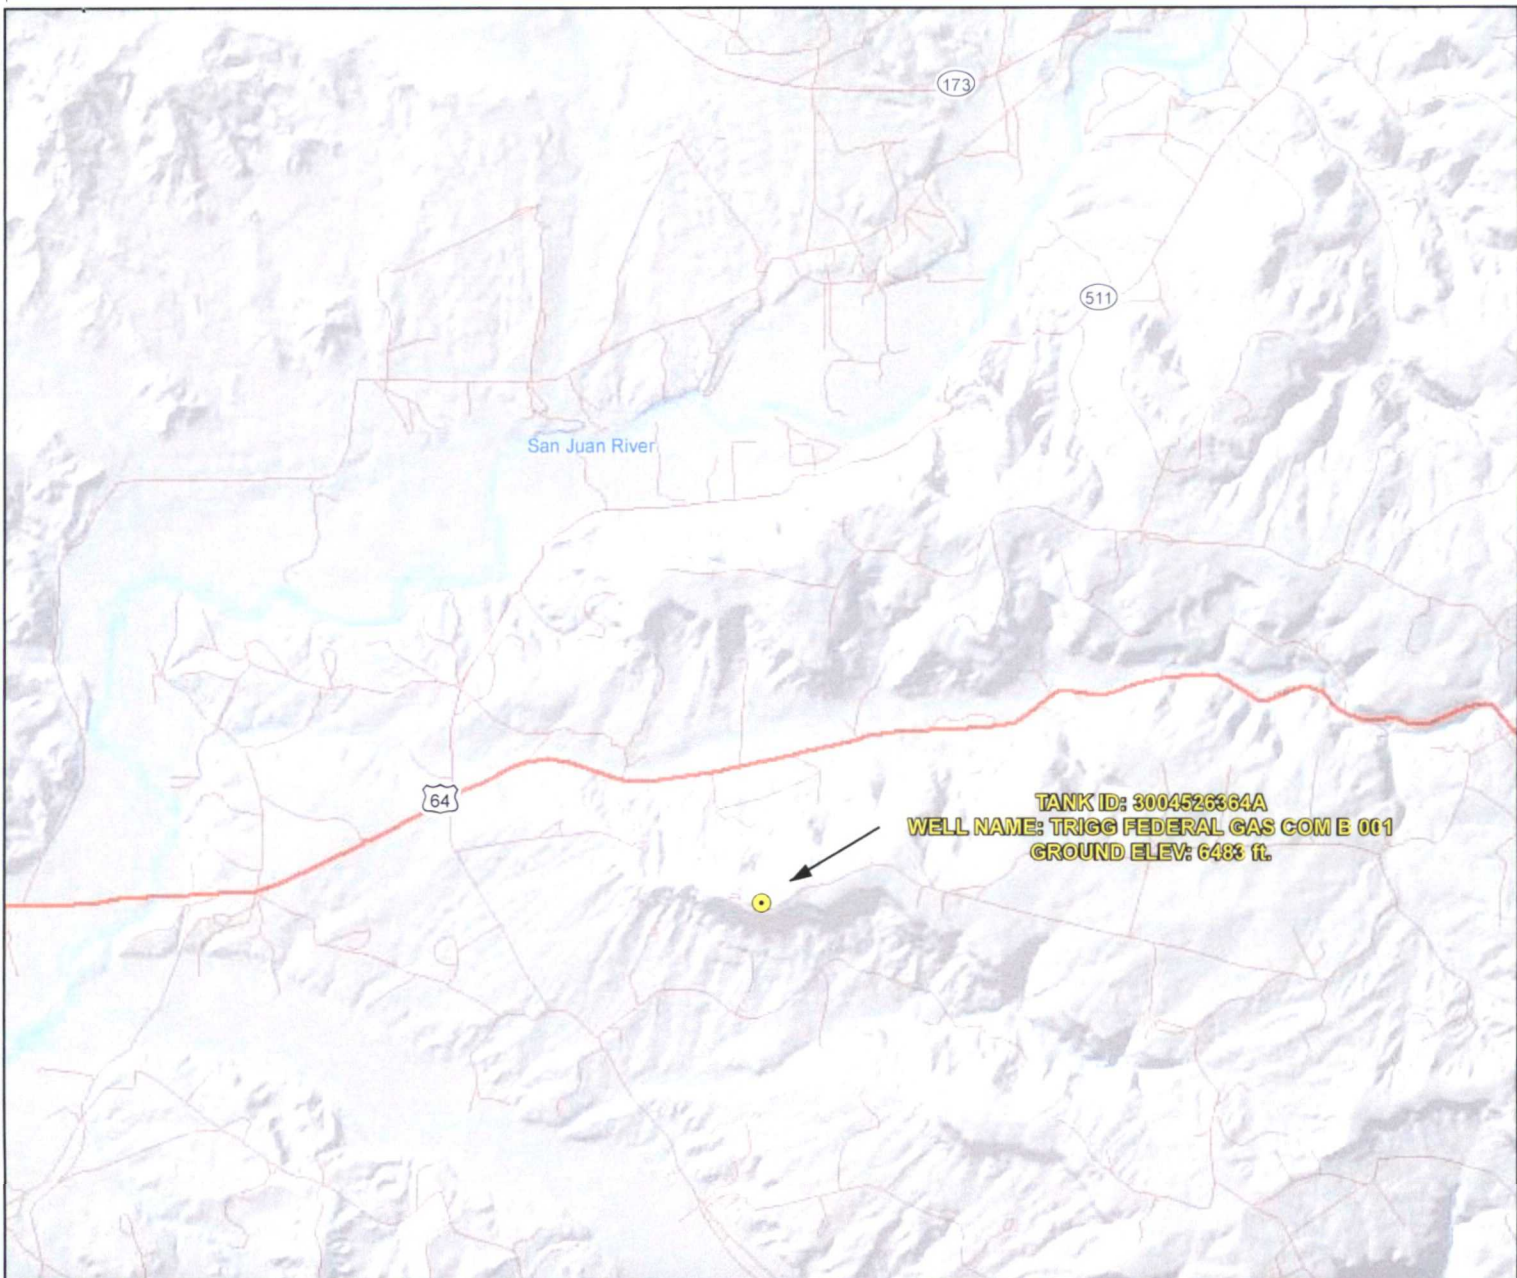 173
511
San Juan River
64
TANK ID: 3004526364A
WELL NAME: TRIGG FEDERAL GAS COM B 001
GROUND ELEV: 6483 ft.